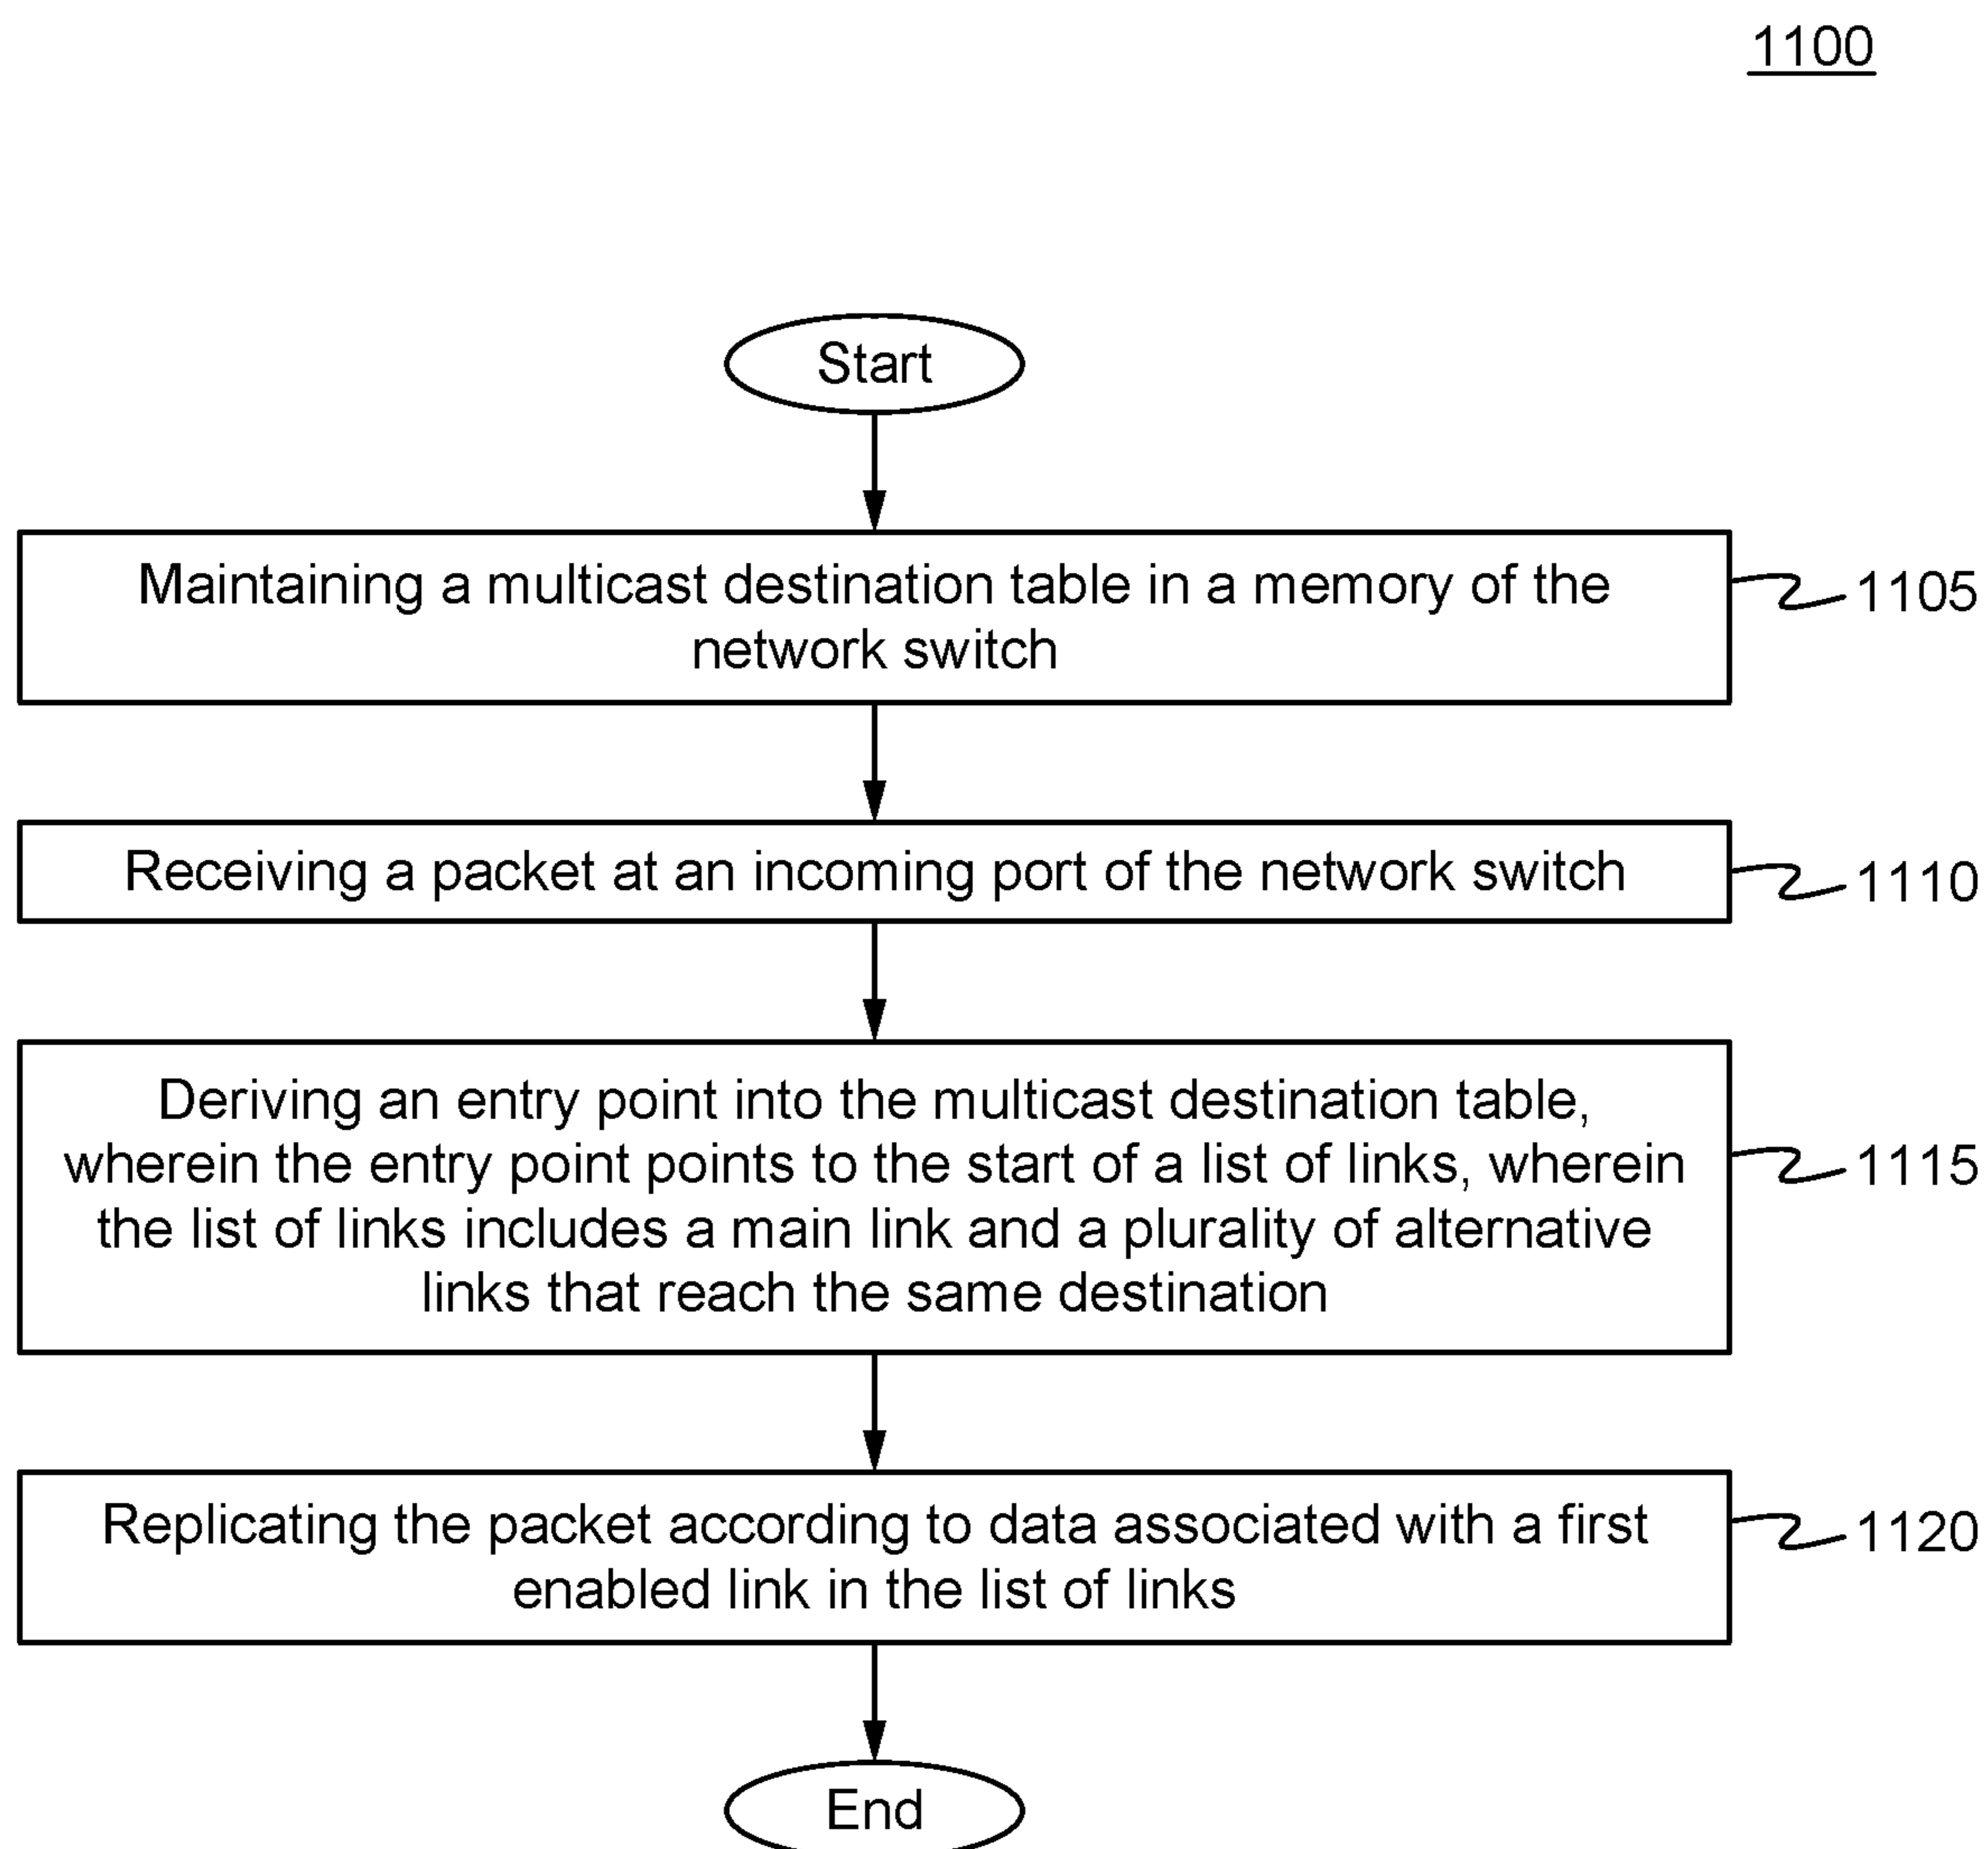 1100
Start
Maintaining a multicast destination table in a memory of the
network switch
1105
Receiving a packet at an incoming port of the network switch
1110
Deriving an entry point into the multicast destination table,
wherein the entry point points to the start of a list of links, wherein
the list of links includes a main link and a plurality of alternative
links that reach the same destination
1115
Replicating the packet according to data associated with a first
enabled link in the list of links
1120
End